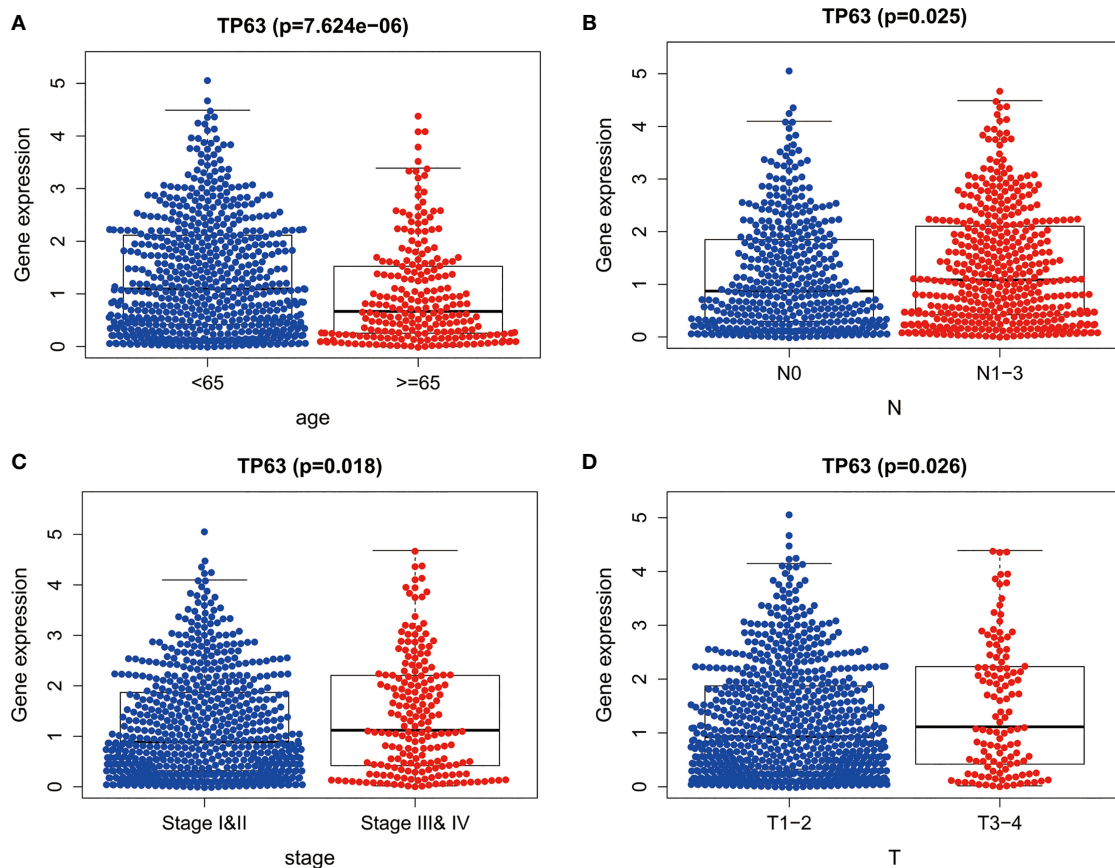 A
TP63 (p=7.624e−06)
Gene expression
5
4
3
2
1
0
<65
>=65
age
B
TP63 (p=0.025)
Gene expression
5
4
3
2
1
0
N0
N1−3
N
C
TP63 (p=0.018)
Gene expression
5
4
3
2
1
0
Stage I&II
Stage III& IV
stage
D
TP63 (p=0.026)
Gene expression
5
4
3
2
1
0
T1−2
T3−4
T